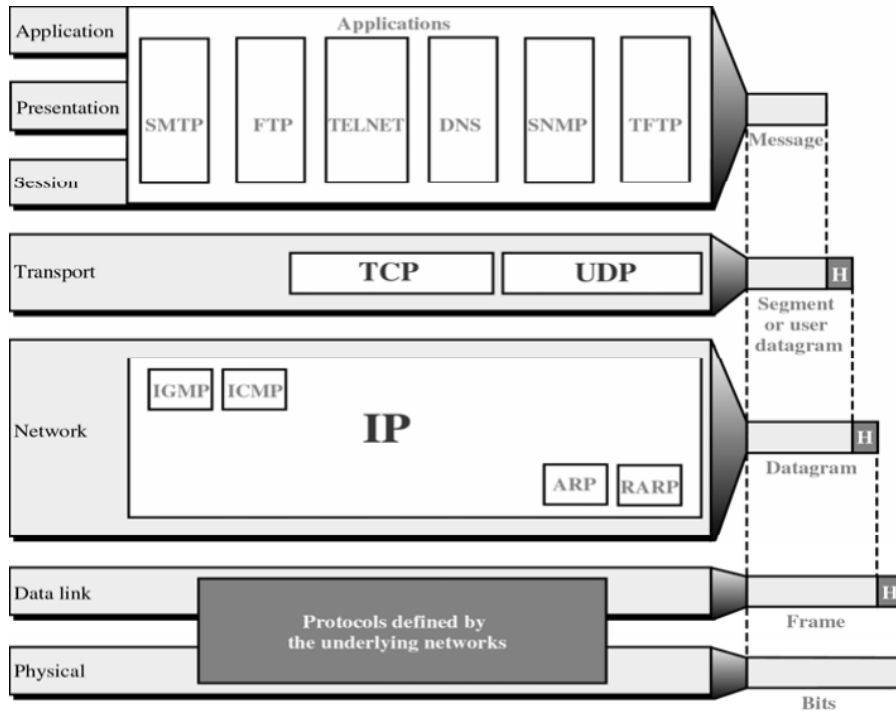 Application
Applications
Presentation
Session
SMTP
FTP
TELNET
DNS
SNMP
TFTP
Message
Transport
TCP
UDP
H
Segment
or user
datagram
Network
IGMP
ICMP
IP
ARP
RARP
H
Datagram
Data link
Protocols defined by
the underlying networks
H
Frame
Physical
Bits